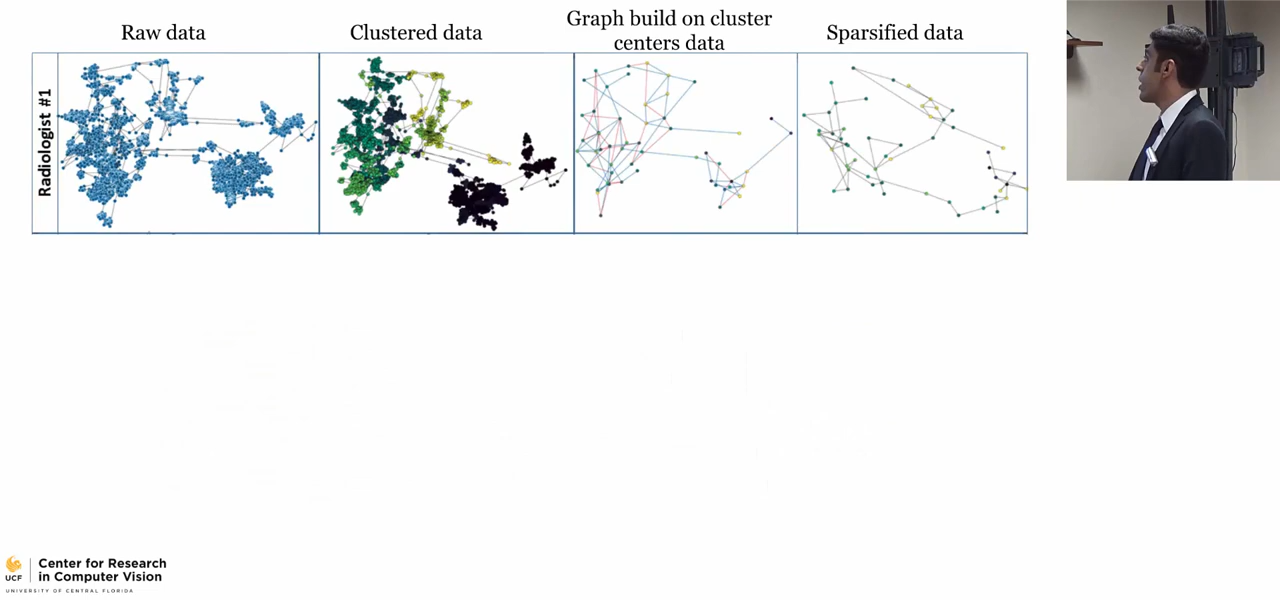 Raw data
Clustered data
Graph build on cluster
centers data
Sparsified data
Radiologist #1
UCF
Center for Research
in Computer Vision
UNIVERSITY OF CENTRAL FLORIDA